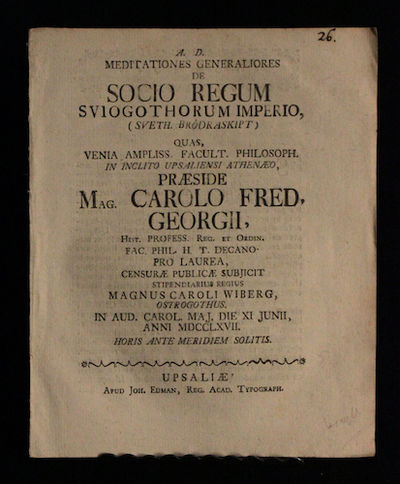 26.
A. D.
MEDITATIONES GENERALIORES
DE
SOCIO REGUM
SVIOGOTHORUM IMPERIO,
(SVETH. BRÖDRASKIPT)
QUAS,
VENIA AMPLISS. FACULT. PHILOSOPH.
IN INCLITO UPSALIENSI ATHENÆO,
PRÆSIDE
MAG. CAROLO FRED.
GEORGII,
HIST. PROFESS. REG. ET ORDIN.
FAC. PHIL. H. T. DECANO
PRO LAUREA,
CENSURÆ PUBLICÆ SUBJICIT
STIPENDIARIUS REGIUS
MAGNUS CAROLI WIBERG,
OSTROGOTHUS.
IN AUD. CAROL. MAJ. DIE XI JUNII,
ANNI MDCCLXVII.
HORIS ANTE MERIDIEM SOLITIS.
UPSALIÆ
APUD JOH. EDMAN, REG. ACAD. TYPOGRAPH.